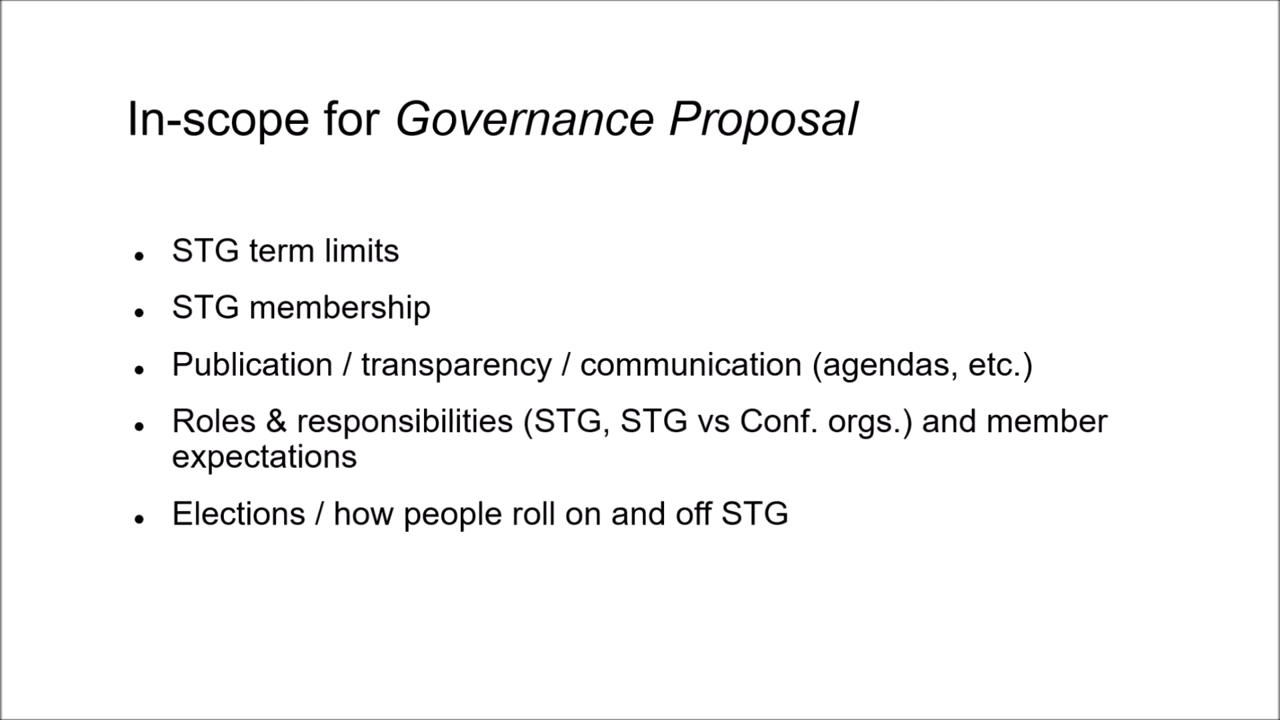 In-scope for Governance Proposal
• STG term limits
• STG membership
• Publication / transparency / communication (agendas, etc.)
• Roles & responsibilities (STG, STG vs Conf. orgs.) and member
expectations
• Elections / how people roll on and off STG